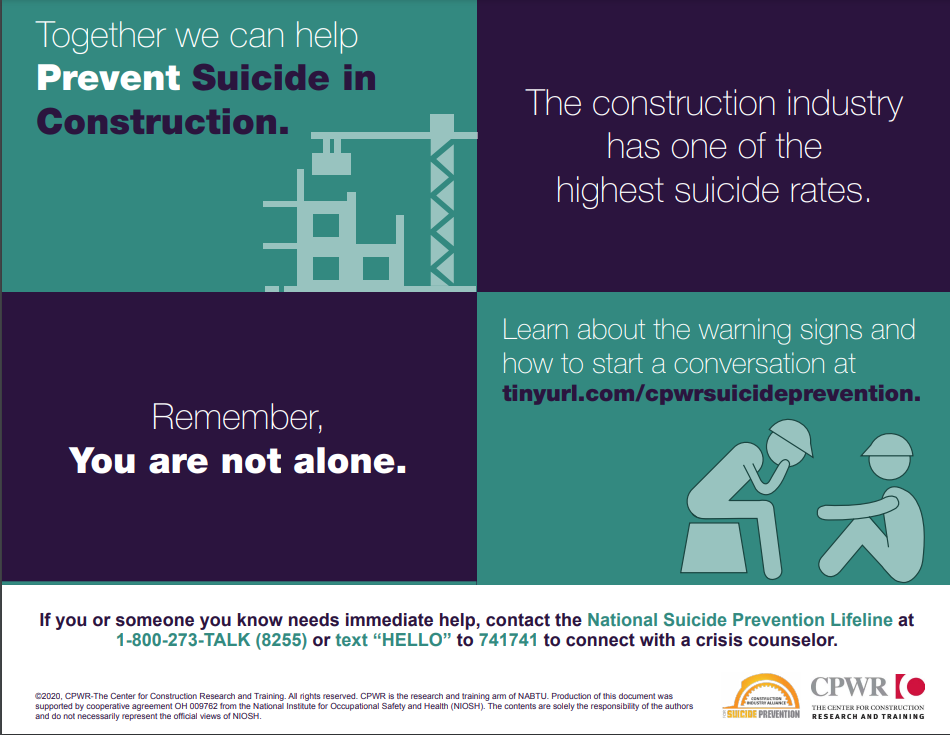 Together we can help
Prevent Suicide in
Construction.
The construction industry
has one of the
highest suicide rates.
Remember,
You are not alone.
Learn about the warning signs and
how to start a conversation at
tinyurl.com/cpwrsuicideprevention.
If you or someone you know needs immediate help, contact the National Suicide Prevention Lifeline at
1-800-273-TALK (8255) or text “HELLO” to 741741 to connect with a crisis counselor.
©2020, CPWR-The Center for Construction Research and Training. All rights reserved. CPWR is the research and training arm of NABTU. Production of this document was
supported by cooperative agreement OH 009762 from the National Institute for Occupational Safety and Health (NIOSH). The contents are solely the responsibility of the authors
and do not necessarily represent the official views of NIOSH.
CONSTRUCTION
INDUSTRY ALLIANCE
FOR SUICIDE PREVENTION
CPWR
THE CENTER FOR CONSTRUCTION
RESEARCH AND TRAINING